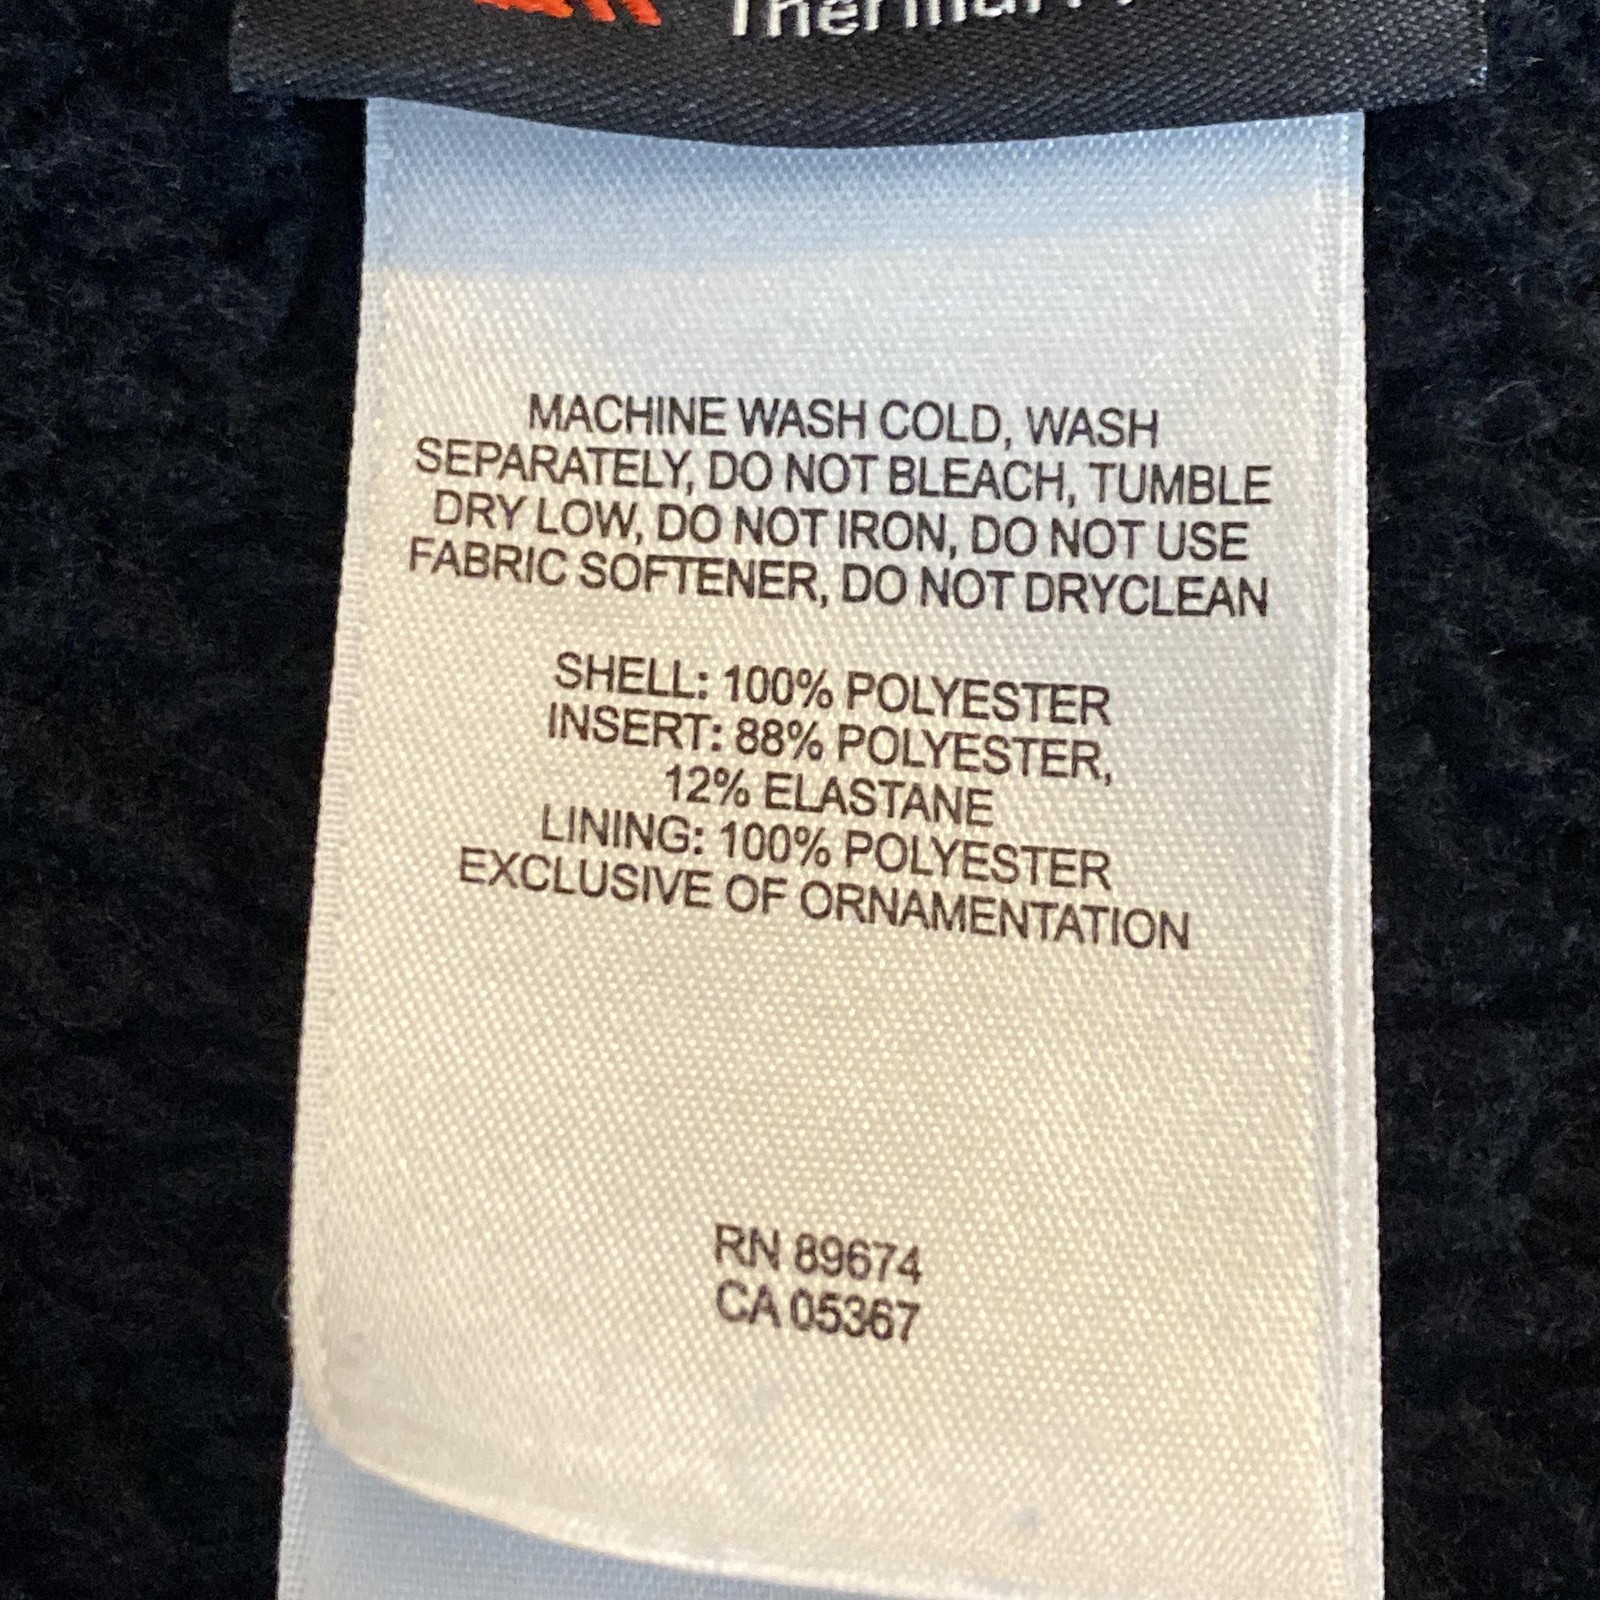 MACHINE WASH COLD, WASH
SEPARATELY, DO NOT BLEACH, TUMBLE
DRY LOW, DO NOT IRON, DO NOT USE
FABRIC SOFTENER, DO NOT DRYCLEAN
SHELL: 100% POLYESTER
INSERT: 88% POLYESTER,
12% ELASTANE
LINING: 100% POLYESTER
EXCLUSIVE OF ORNAMENTATION
RN 89674
CA 05367